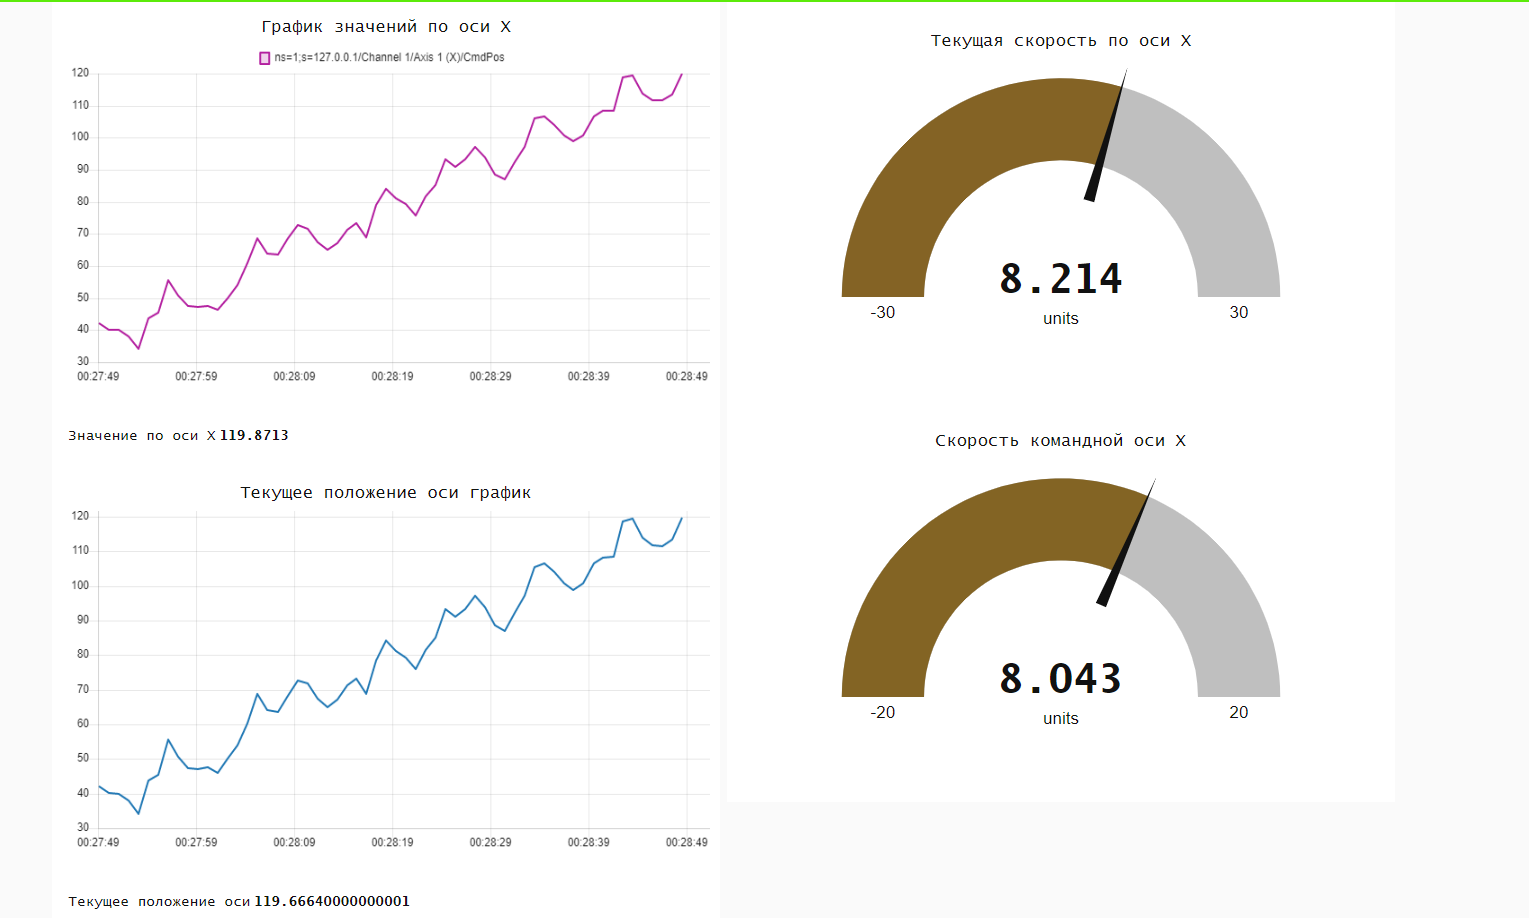 График значений по оси X
ns=1;s=127.0.0.1/Channel 1/Axis 1 (X)/CmdPos
120
110
100
90
80
70
60
50
40
30
00:27:49 00:27:59 00:28:09 00:28:19 00:28:29 00:28:39 00:28:49
Значение по оси X 119.8713
Текущее положение оси график
120
110
100
90
80
70
60
50
40
30
00:27:49 00:27:59 00:28:09 00:28:19 00:28:29 00:28:39 00:28:49
Текущее положение оси 119.66640000000001
Текущая скорость по оси X
8.214
-30 units 30
Скорость командной оси X
8.043
-20 units 20